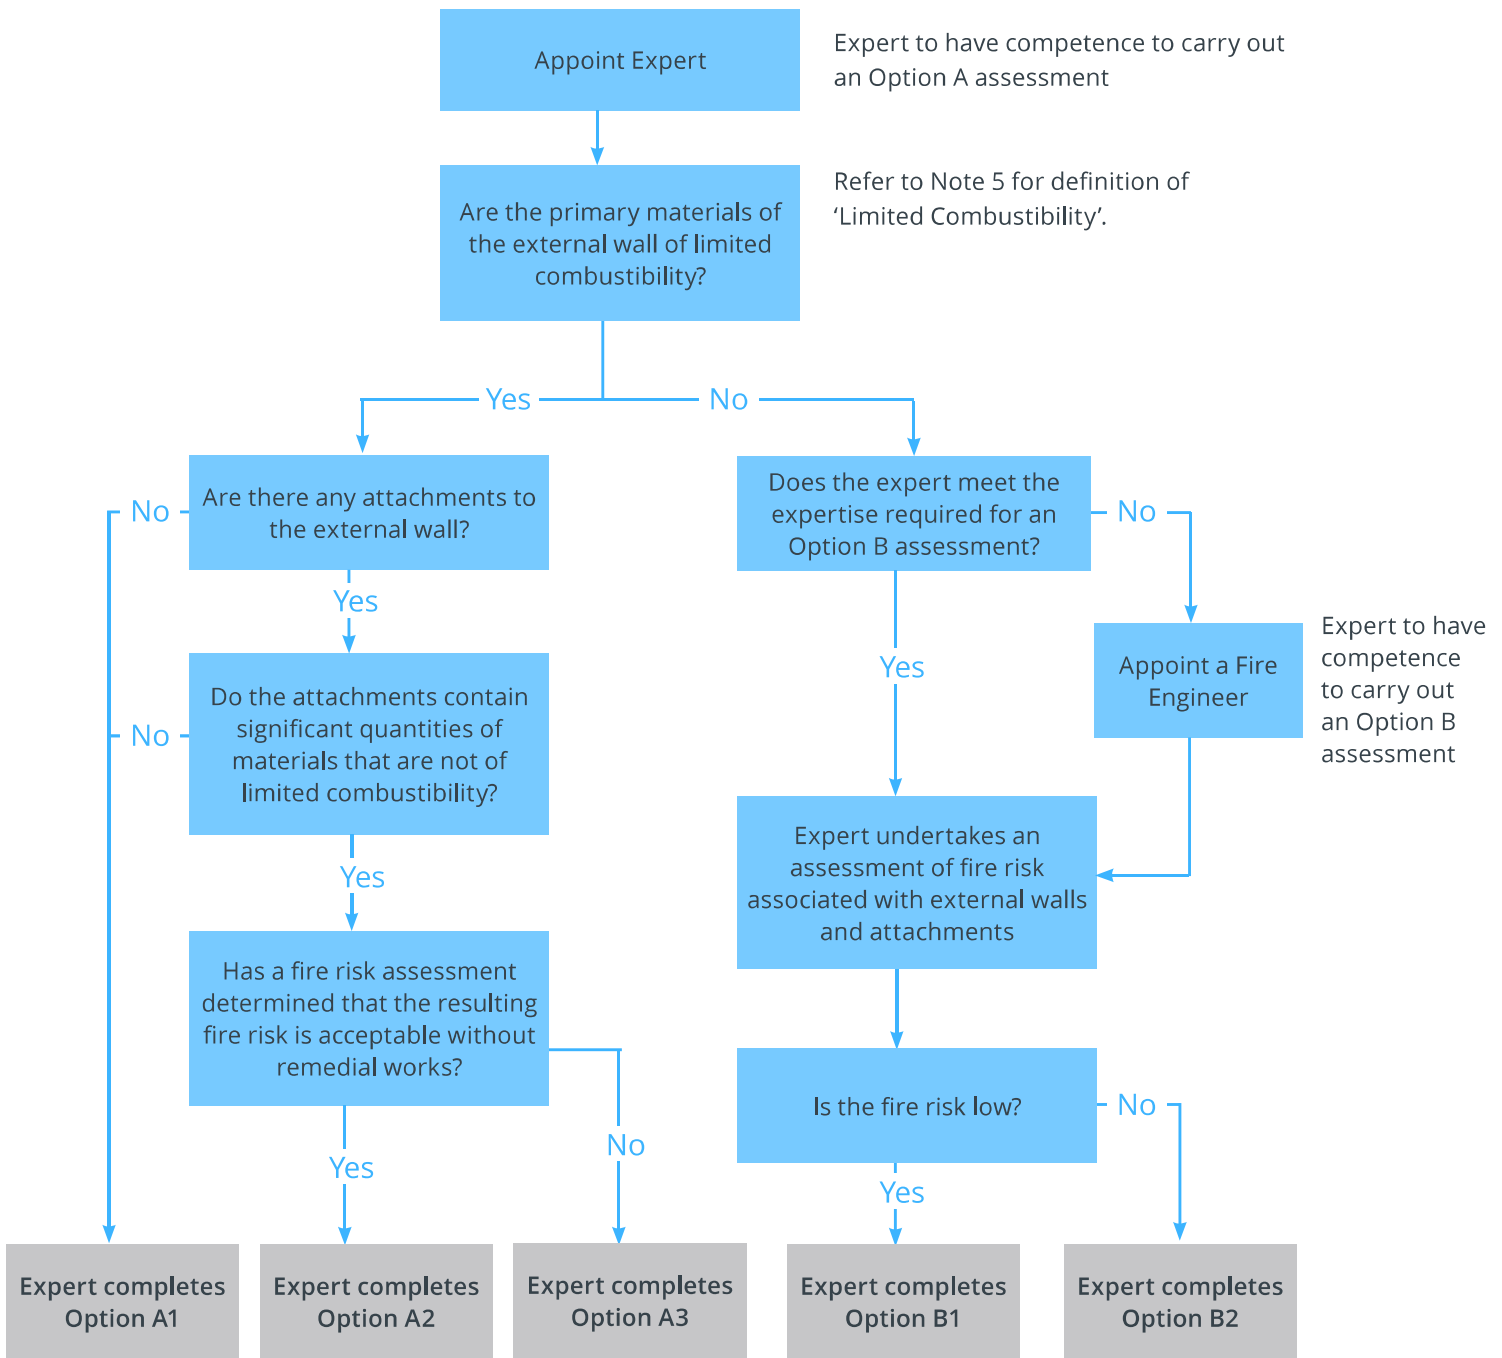 Appoint Expert
Expert to have competence to carry out
an Option A assessment
Are the primary materials of
the external wall of limited
combustibility?
Refer to Note 5 for definition of
‘Limited Combustibility’.
Yes
No
Are there any attachments to
the external wall?
No
Yes
Does the expert meet the
expertise required for an
Option B assessment?
No
Yes
Appoint a Fire
Engineer
Expert to have
competence
to carry out
an Option B
assessment
Do the attachments contain
significant quantities of
materials that are not of
limited combustibility?
No
Yes
Expert undertakes an
assessment of fire risk
associated with external walls
and attachments
Has a fire risk assessment
determined that the resulting
fire risk is acceptable without
remedial works?
Yes
No
Is the fire risk low?
No
Yes
Expert completes
Option A1
Expert completes
Option A2
Expert completes
Option A3
Expert completes
Option B1
Expert completes
Option B2